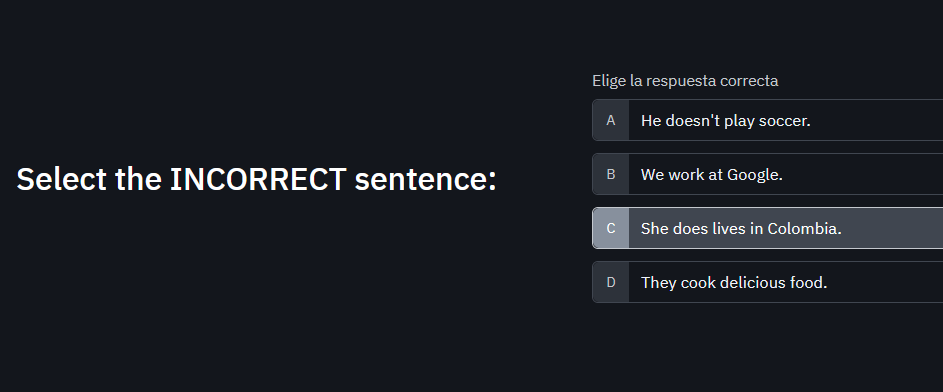 Select the INCORRECT sentence:
Elige la respuesta correcta
A He doesn't play soccer.
B We work at Google.
C She does lives in Colombia.
D They cook delicious food.